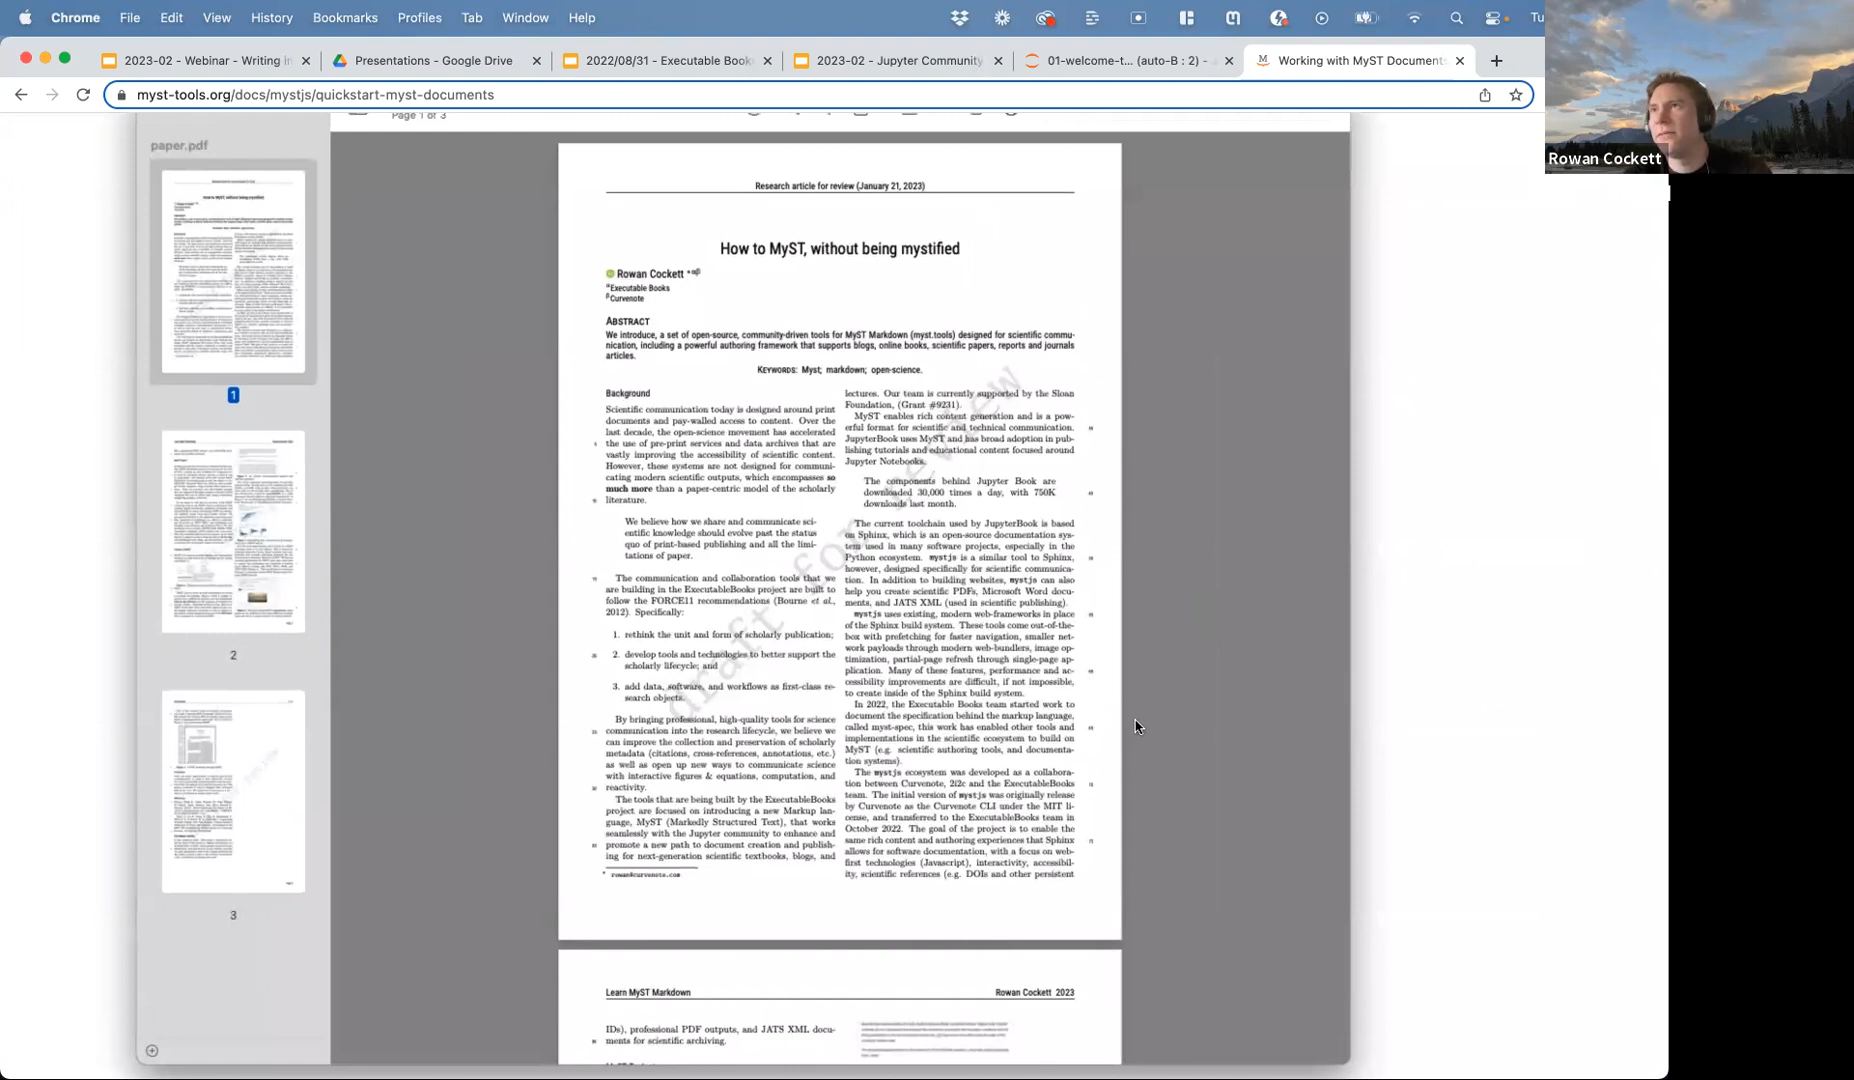 Chrome File Edit View History Bookmarks Profiles Tab Window Help Tu
2023-02 - Webinar - Writing in
Presentations - Google Drive
2022/08/31 - Executable Book
2023-02 - Jupyter Community
01-welcome-t... (auto-B : 2) -
Working with MyST Documents
myst-tools.org/docs/mystjs/quickstart-myst-documents
Rowan Cockett
Page 1 of 3
paper.pdf
1
2
3
Research article for review (January 21, 2023)
How to MyST, without being mystified
Rowan Cockett *αβ
αExecutable Books
βCurvenote
ABSTRACT
We introduce, a set of open-source, community-driven tools for MyST Markdown (myst.tools) designed for scientific commu-
nication, including a powerful authoring framework that supports blogs, online books, scientific papers, reports and journals
articles.
KEYWORDS: Myst; markdown; open-science.
Background
Scientific communication today is designed around print
documents and pay-walled access to content. Over the
last decade, the open-science movement has accelerated
the use of pre-print services and data archives that are
vastly improving the accessibility of scientific content.
However, these systems are not designed for communi-
cating modern scientific outputs, which encompasses so
much more than a paper-centric model of the scholarly
literature.
We believe how we share and communicate sci-
entific knowledge should evolve past the status
quo of print-based publishing and all the limi-
tations of paper.
The communication and collaboration tools that we
are building in the ExecutableBooks project are built to
follow the FORCE11 recommendations (Bourne et al.,
2012). Specifically:
1. rethink the unit and form of scholarly publication;
2. develop tools and technologies to better support the
scholarly lifecycle; and
3. add data, software, and workflows as first-class re-
search objects.
By bringing professional, high-quality tools for science
communication into the research lifecycle, we believe we
can improve the collection and preservation of scholarly
metadata (citations, cross-references, annotations, etc.)
as well as open up new ways to communicate science
with interactive figures & equations, computation, and
reactivity.
The tools that are being built by the ExecutableBooks
project are focused on introducing a new Markup lan-
guage, MyST (Markedly Structured Text), that works
seamlessly with the Jupyter community to enhance and
promote a new path to document creation and publish-
ing for next-generation scientific textbooks, blogs, and
* rowan@curvenote.com
lectures. Our team is currently supported by the Sloan
Foundation, (Grant #9231).
MyST enables rich content generation and is a pow-
erful format for scientific and technical communication.
JupyterBook uses MyST and has broad adoption in pub-
lishing tutorials and educational content focused around
Jupyter Notebooks.
The components behind Jupyter Book are
downloaded 30,000 times a day, with 750K
downloads last month.
The current toolchain used by JupyterBook is based
on Sphinx, which is an open-source documentation sys-
tem used in many software projects, especially in the
Python ecosystem. mystjs is a similar tool to Sphinx,
however, designed specifically for scientific communica-
tion. In addition to building websites, mystjs can also
help you create scientific PDFs, Microsoft Word docu-
ments, and JATS XML (used in scientific publishing).
mystjs uses existing, modern web-frameworks in place
of the Sphinx build system. These tools come out-of-the-
box with prefetching for faster navigation, smaller net-
work payloads through modern web-bundlers, image op-
timization, partial-page refresh through single-page ap-
plication. Many of these features, performance and ac-
cessibility improvements are difficult, if not impossible,
to create inside of the Sphinx build system.
In 2022, the Executable Books team started work to
document the specification behind the markup language,
called myst-spec, this work has enabled other tools and
implementations in the scientific ecosystem to build on
MyST (e.g. scientific authoring tools, and documenta-
tion systems).
The mystjs ecosystem was developed as a collabora-
tion between Curvenote, 2i2c and the ExecutableBooks
team. The initial version of mystjs was originally release
by Curvenote as the Curvenote CLI under the MIT li-
cense, and transferred to the ExecutableBooks team in
October 2022. The goal of the project is to enable the
same rich content and authoring experiences that Sphinx
allows for software documentation, with a focus on web-
first technologies (Javascript), interactivity, accessibil-
ity, scientific references (e.g. DOIs and other persistent
draft for review
Learn MyST Markdown Rowan Cockett 2023
IDs), professional PDF outputs, and JATS XML docu-
ments for scientific archiving.